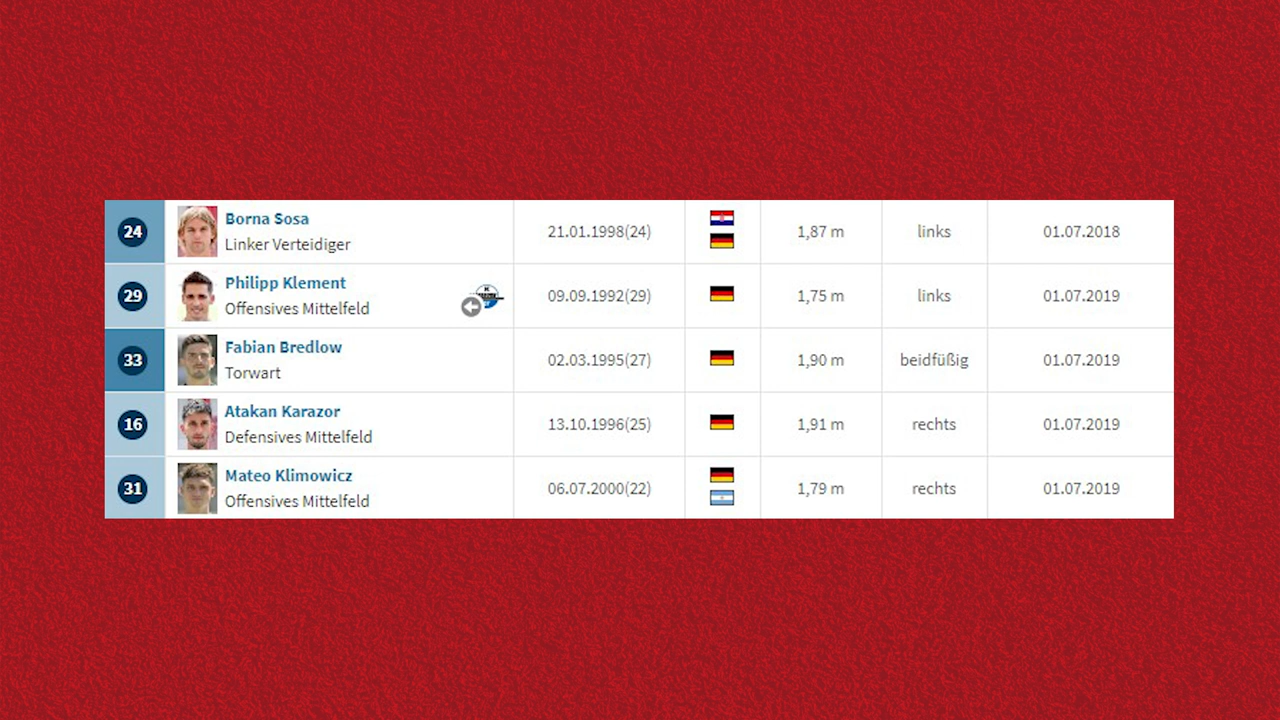 24 Borna Sosa
Linker Verteidiger 21.01.1998(24) 1,87 m links 01.07.2018
29 Philipp Klement
Offensives Mittelfeld 09.09.1992(29) 1,75 m links 01.07.2019
33 Fabian Bredlow
Torwart 02.03.1995(27) 1,90 m beidfüßig 01.07.2019
16 Atakan Karazor
Defensives Mittelfeld 13.10.1996(25) 1,91 m rechts 01.07.2019
31 Mateo Klimowicz
Offensives Mittelfeld 06.07.2000(22) 1,79 m rechts 01.07.2019